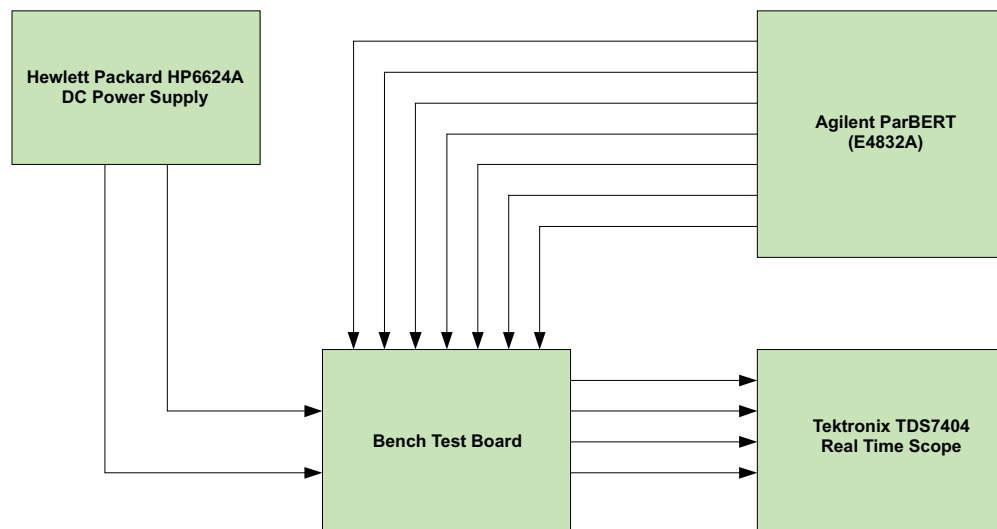 Hewlett Packard HP6624A
DC Power Supply
Agilent ParBERT
(E4832A)
Bench Test Board
Tektronix TDS7404
Real Time Scope